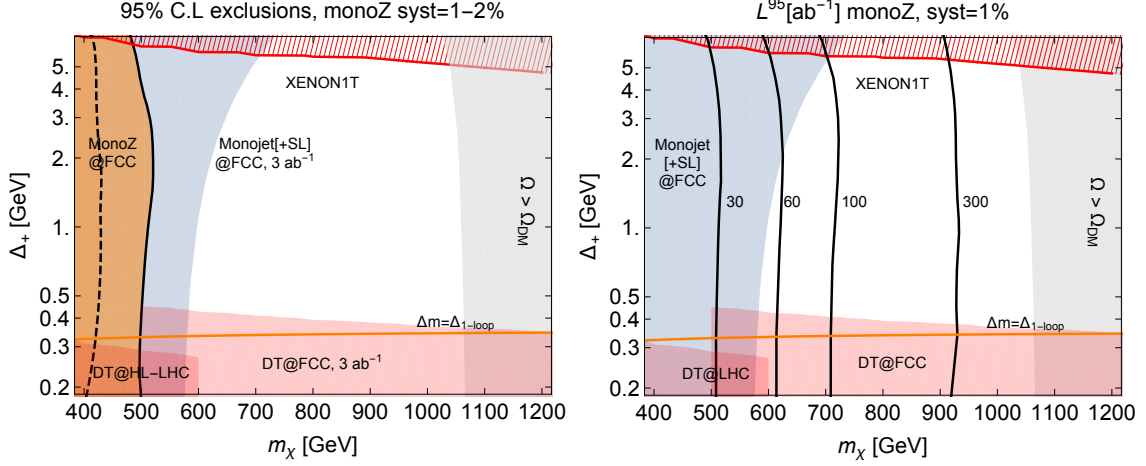 95% C.L exclusions, monoZ syst=1−2%
Δ₊ [GeV]
5.
4.
3.
2.
1.
0.5
0.4
0.3
0.2
XENON1T
MonoZ
@FCC
Monojet[+SL]
@FCC, 3 ab⁻¹
Ω > Ω_DM
Δm=Δ₁₋ₗₒₒₚ
DT@HL−LHC
DT@FCC, 3 ab⁻¹
400 500 600 700 800 900 1000 1100 1200
m_χ [GeV]
L⁹⁵[ab⁻¹] monoZ, syst=1%
Δ₊ [GeV]
5.
4.
3.
2.
1.
0.5
0.4
0.3
0.2
XENON1T
Monojet
[+SL]
@FCC
30
60
100
300
Ω > Ω_DM
Δm=Δ₁₋ₗₒₒₚ
DT@LHC
DT@FCC
400 500 600 700 800 900 1000 1100 1200
m_χ [GeV]